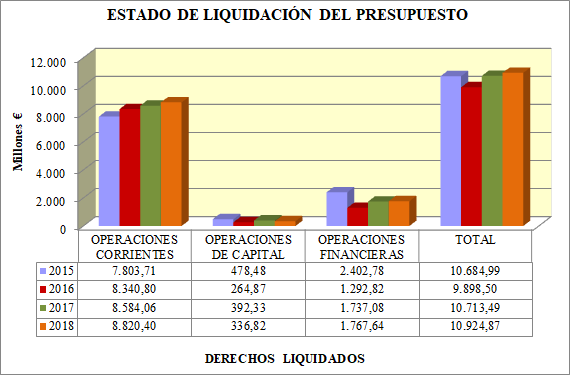 ESTADO DE LIQUIDACIÓN DEL PRESUPUESTO
Millones €
12.000
10.000
8.000
6.000
4.000
2.000
0
OPERACIONES CORRIENTES
OPERACIONES DE CAPITAL
OPERACIONES FINANCIERAS
TOTAL
2015 7.803,71 478,48 2.402,78 10.684,99
2016 8.340,80 264,87 1.292,82 9.898,50
2017 8.584,06 392,33 1.737,08 10.713,49
2018 8.820,40 336,82 1.767,64 10.924,87
DERECHOS LIQUIDADOS